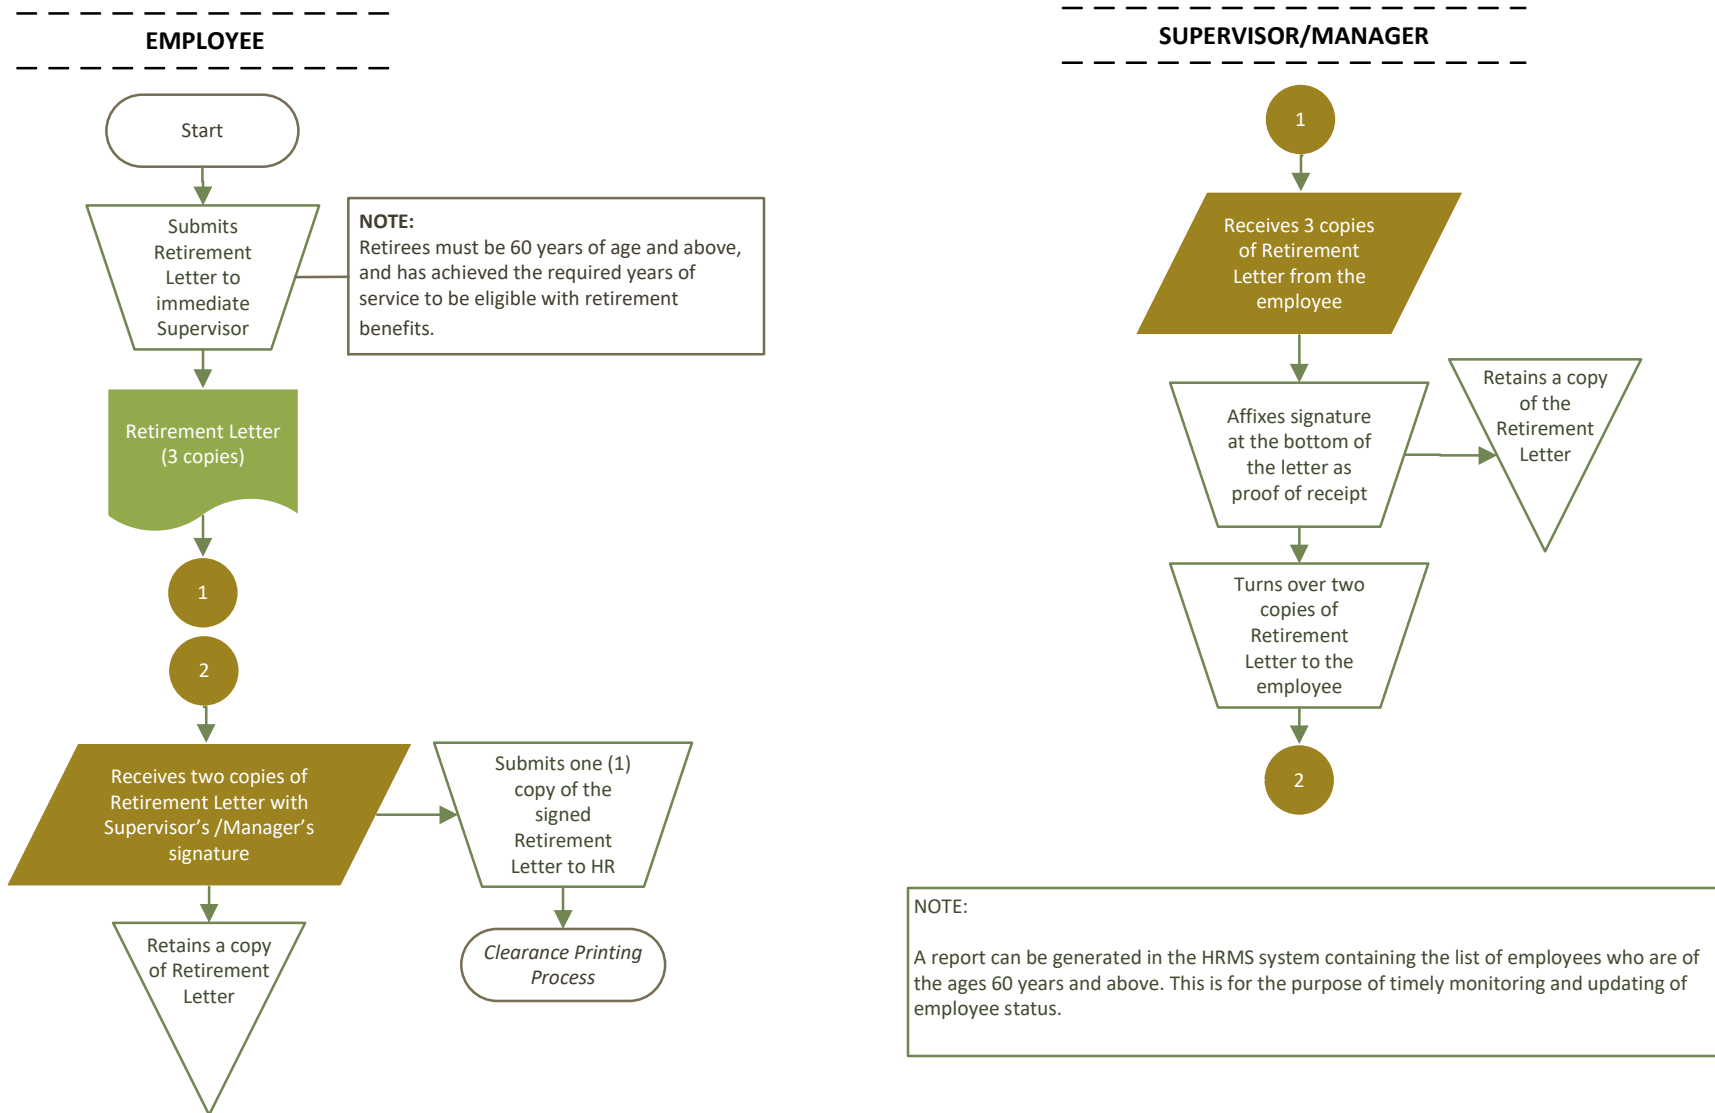 EMPLOYEE
Start
Submits
Retirement
Letter to
immediate
Supervisor
NOTE:
Retirees must be 60 years of age and above,
and has achieved the required years of
service to be eligible with retirement
benefits.
Retirement Letter
(3 copies)
1
2
Receives two copies of
Retirement Letter with
Supervisor’s /Manager’s
signature
Submits one (1)
copy of the
signed
Retirement
Letter to HR
Retains a copy
of Retirement
Letter
Clearance Printing
Process
SUPERVISOR/MANAGER
1
Receives 3 copies
of Retirement
Letter from the
employee
Affixes signature
at the bottom of
the letter as
proof of receipt
Retains a copy
of the
Retirement
Letter
Turns over two
copies of
Retirement
Letter to the
employee
2
NOTE:
A report can be generated in the HRMS system containing the list of employees who are of
the ages 60 years and above. This is for the purpose of timely monitoring and updating of
employee status.